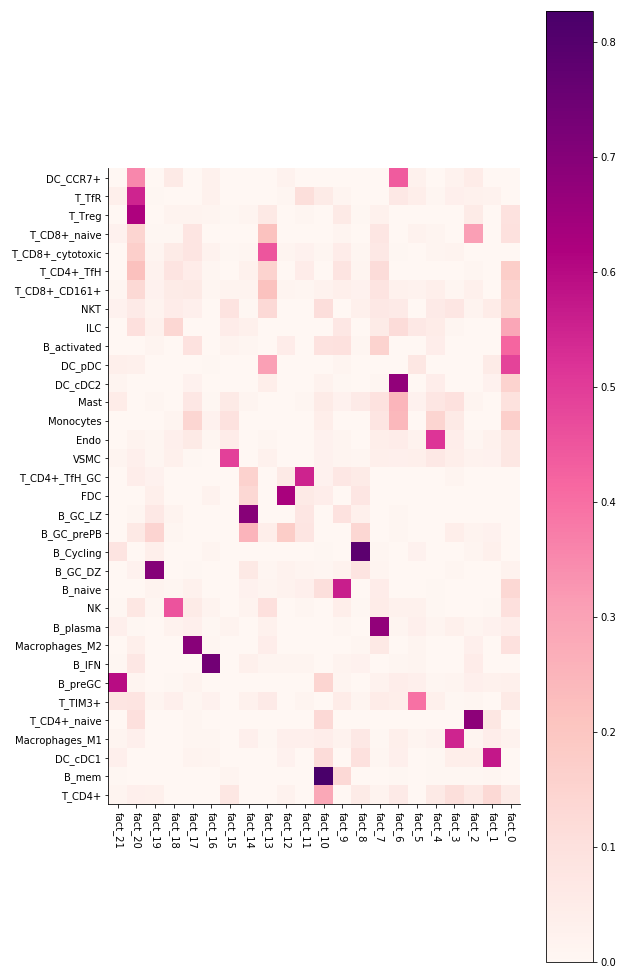 DC_CCR7+
T_TfR
T_Treg
T_CD8+_naive
T_CD8+_cytotoxic
T_CD4+_TfH
T_CD8+_CD161+
NKT
ILC
B_activated
DC_pDC
DC_cDC2
Mast
Monocytes
Endo
VSMC
T_CD4+_TfH_GC
FDC
B_GC_LZ
B_GC_prePB
B_Cycling
B_GC_DZ
B_naive
NK
B_plasma
Macrophages_M2
B_IFN
B_preGC
T_TIM3+
T_CD4+_naive
Macrophages_M1
DC_cDC1
B_mem
T_CD4+
fact_21
fact_20
fact_19
fact_18
fact_17
fact_16
fact_15
fact_14
fact_13
fact_12
fact_11
fact_10
fact_9
fact_8
fact_7
fact_6
fact_5
fact_4
fact_3
fact_2
fact_1
fact_0
0.8
0.7
0.6
0.5
0.4
0.3
0.2
0.1
0.0